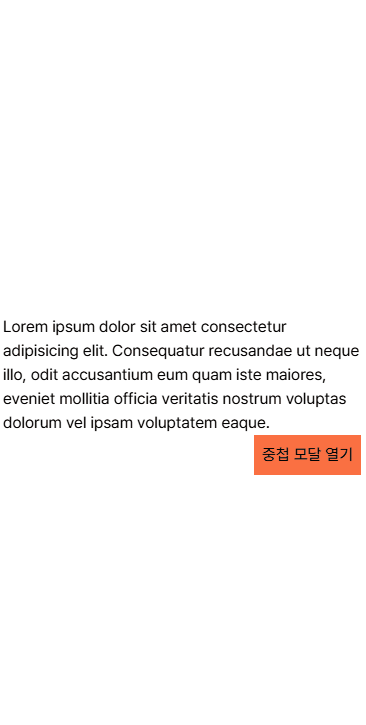 Lorem ipsum dolor sit amet consectetur
adipisicing elit. Consequatur recusandae ut neque
illo, odit accusantium eum quam iste maiores,
eveniet mollitia officia veritatis nostrum voluptas
dolorum vel ipsam voluptatem eaque.
중첩 모달 열기